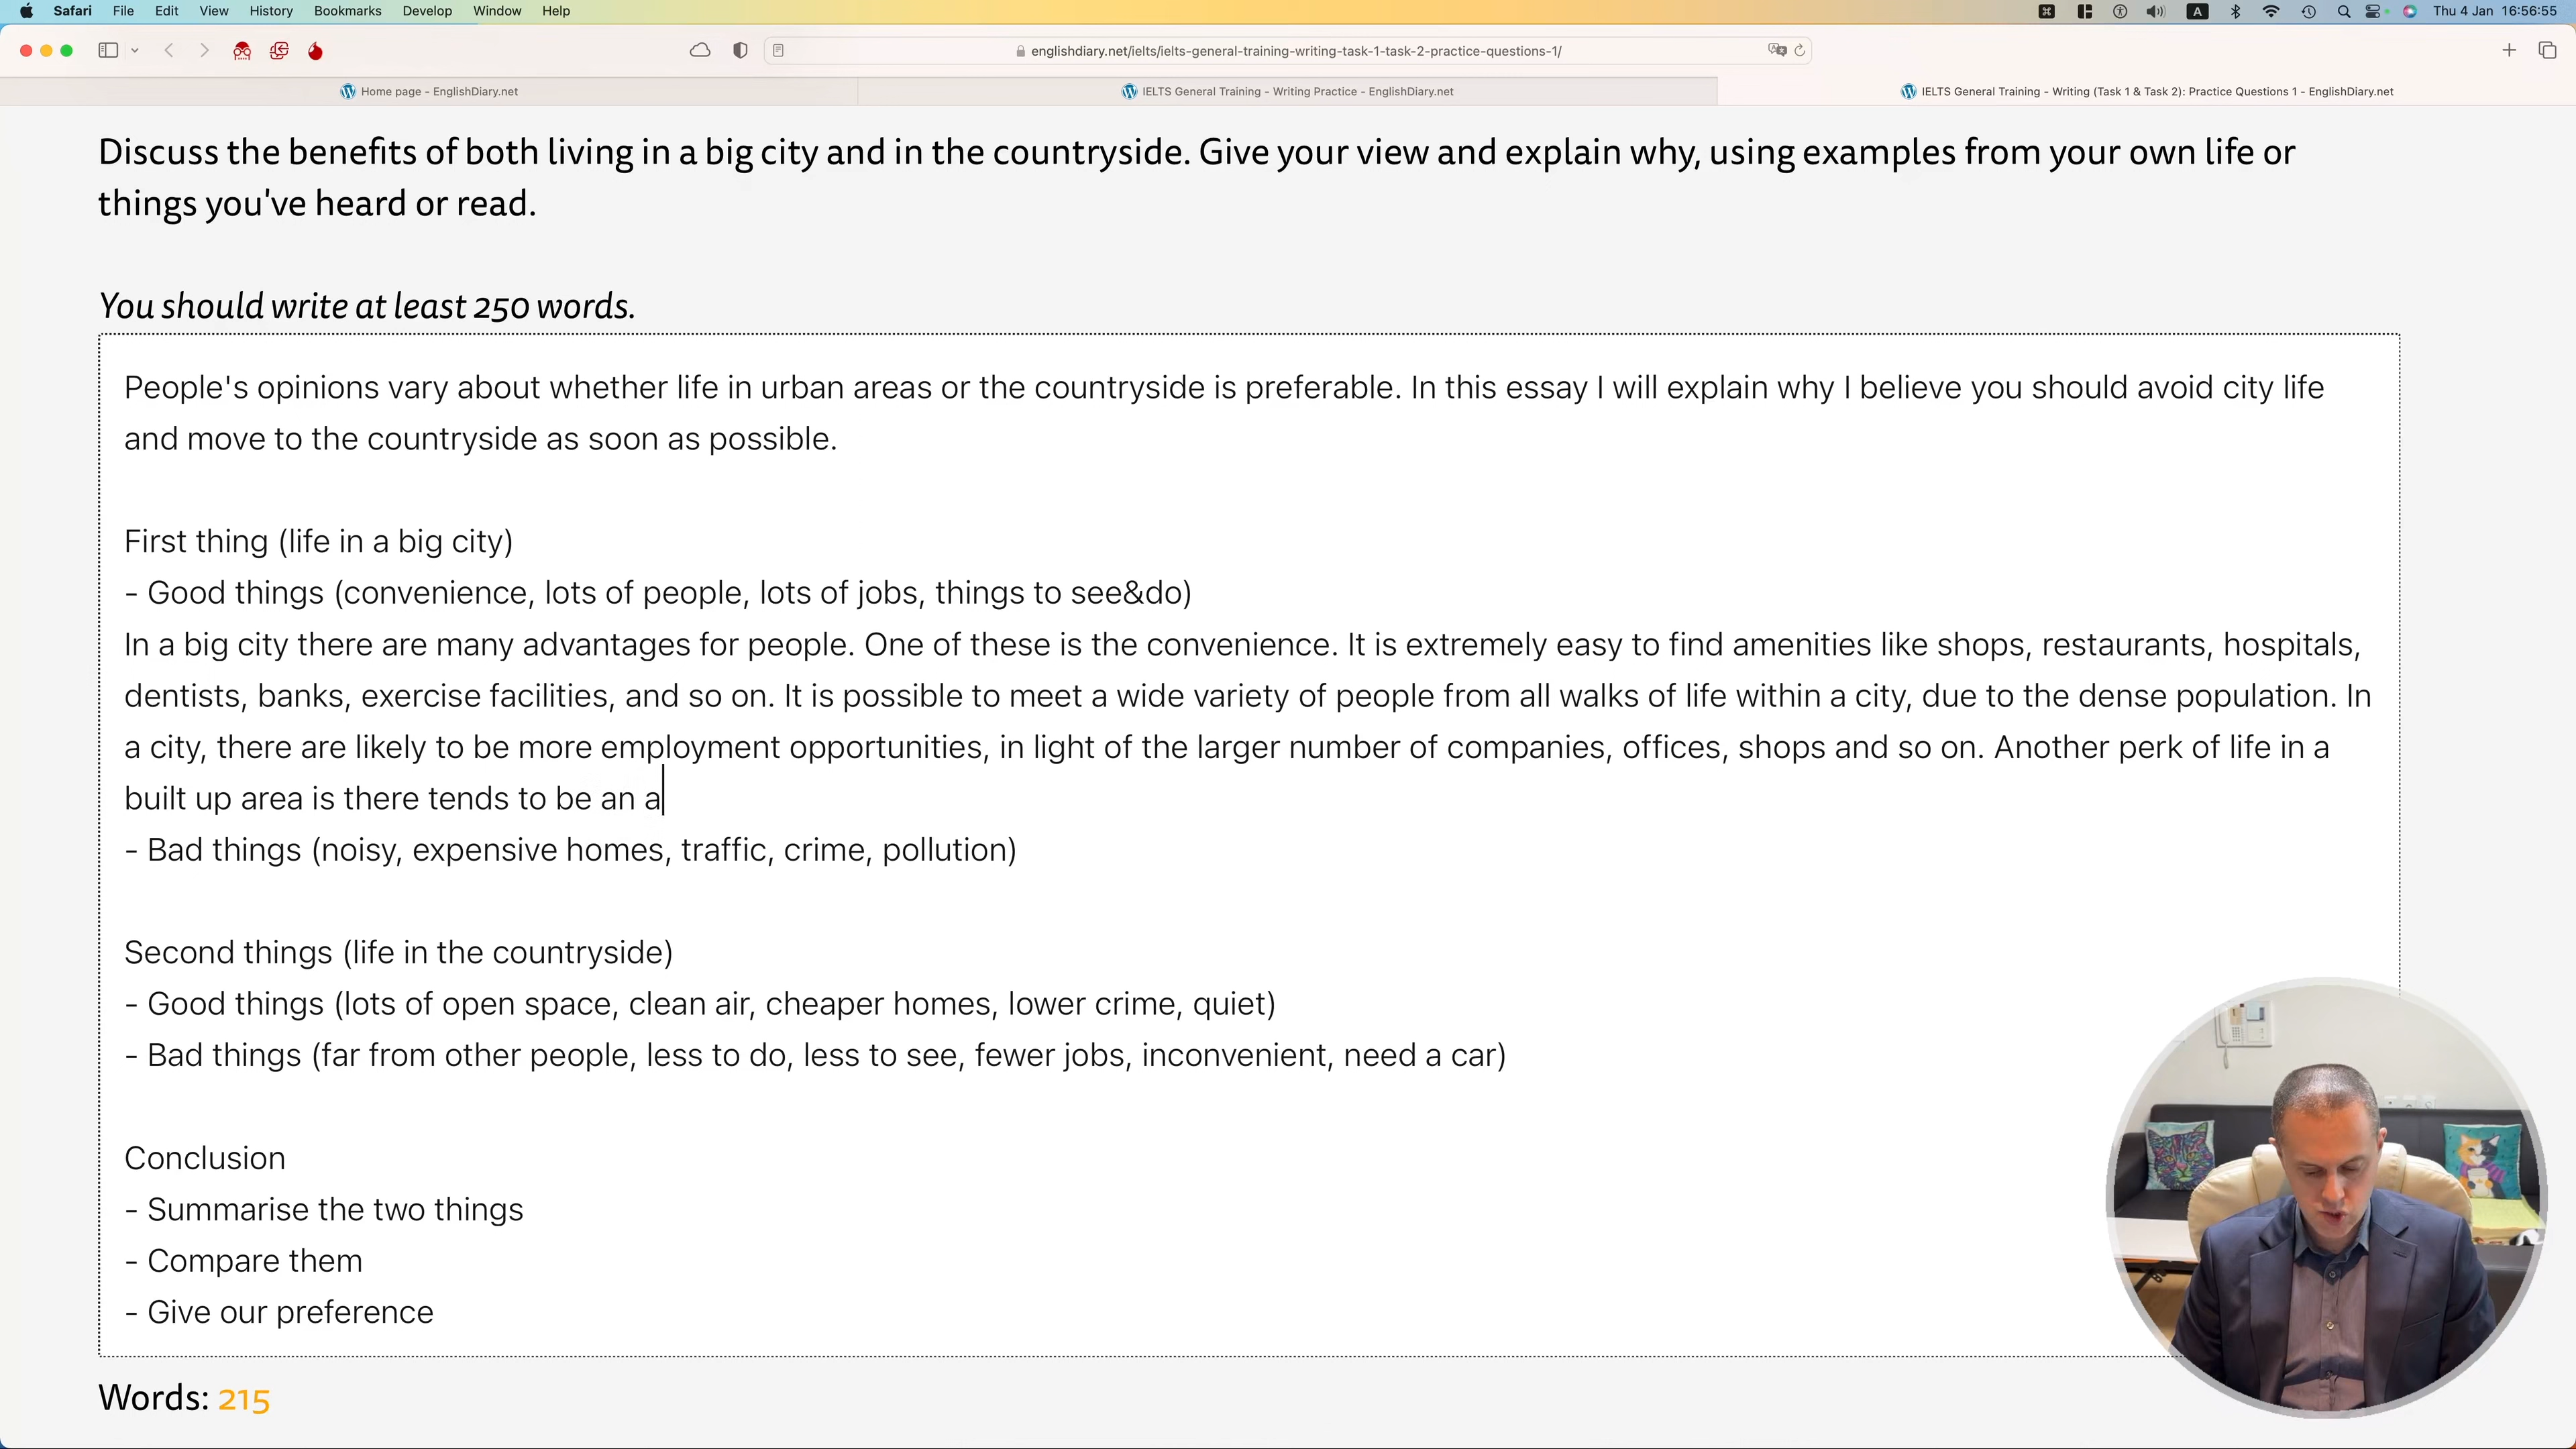 Safari File Edit View History Bookmarks Develop Window Help A Thu 4 Jan 16:56:55
englishdiary.net/ielts/ielts-general-training-writing-task-1-task-2-practice-questions-1/
Home page - EnglishDiary.net
IELTS General Training - Writing Practice - EnglishDiary.net
IELTS General Training - Writing (Task 1 & Task 2): Practice Questions 1 - EnglishDiary.net
Discuss the benefits of both living in a big city and in the countryside. Give your view and explain why, using examples from your own life or
things you've heard or read.
You should write at least 250 words.
People's opinions vary about whether life in urban areas or the countryside is preferable. In this essay I will explain why I believe you should avoid city life
and move to the countryside as soon as possible.
First thing (life in a big city)
- Good things (convenience, lots of people, lots of jobs, things to see&do)
In a big city there are many advantages for people. One of these is the convenience. It is extremely easy to find amenities like shops, restaurants, hospitals,
dentists, banks, exercise facilities, and so on. It is possible to meet a wide variety of people from all walks of life within a city, due to the dense population. In
a city, there are likely to be more employment opportunities, in light of the larger number of companies, offices, shops and so on. Another perk of life in a
built up area is there tends to be an a
- Bad things (noisy, expensive homes, traffic, crime, pollution)
Second things (life in the countryside)
- Good things (lots of open space, clean air, cheaper homes, lower crime, quiet)
- Bad things (far from other people, less to do, less to see, fewer jobs, inconvenient, need a car)
Conclusion
- Summarise the two things
- Compare them
- Give our preference
Words: 215